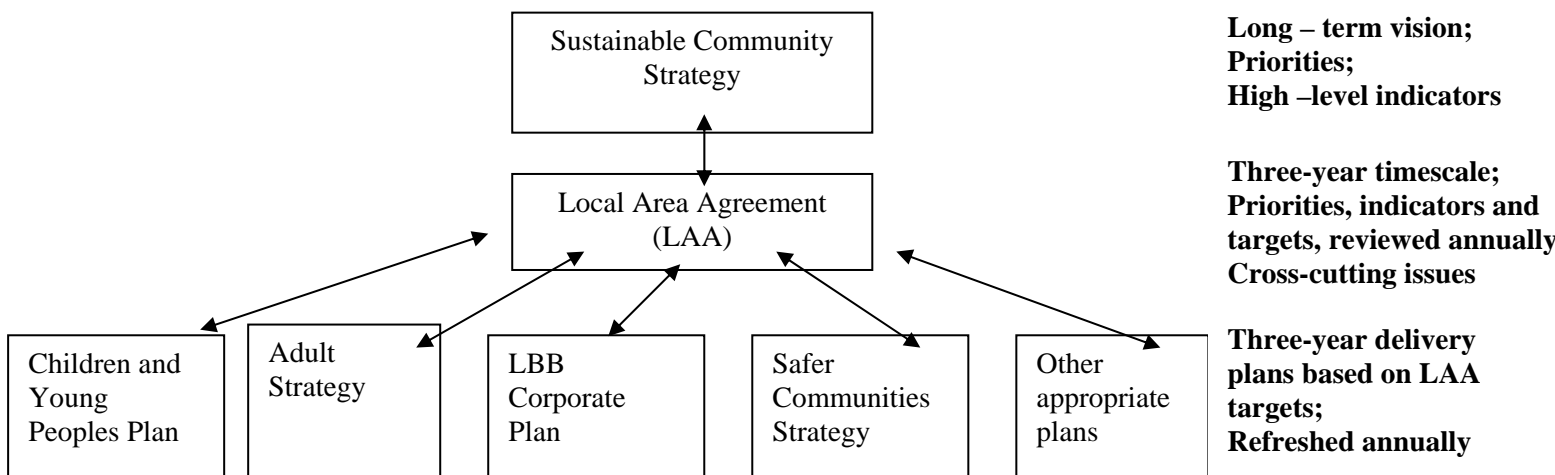 Sustainable Community
Strategy
Long – term vision;
Priorities;
High –level indicators
Local Area Agreement
(LAA)
Three-year timescale;
Priorities, indicators and
targets, reviewed annually
Cross-cutting issues
Children and
Young
Peoples Plan
Adult
Strategy
LBB
Corporate
Plan
Safer
Communities
Strategy
Other
appropriate
plans
Three-year delivery
plans based on LAA
targets;
Refreshed annually